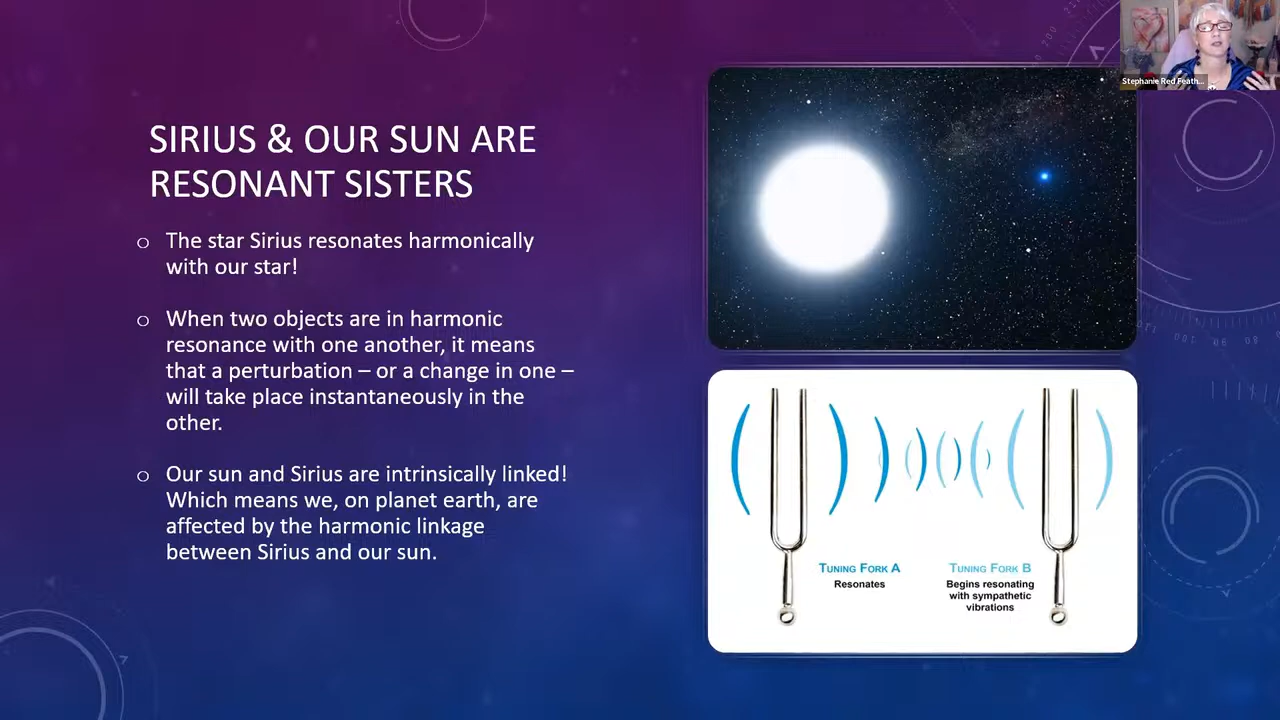 Stephanie Red Feath...
SIRIUS & OUR SUN ARE
RESONANT SISTERS
o The star Sirius resonates harmonically
with our star!
o When two objects are in harmonic
resonance with one another, it means
that a perturbation – or a change in one –
will take place instantaneously in the
other.
o Our sun and Sirius are intrinsically linked!
Which means we, on planet earth, are
affected by the harmonic linkage
between Sirius and our sun.
TUNING FORK A
Resonates
TUNING FORK B
Begins resonating
with sympathetic
vibrations